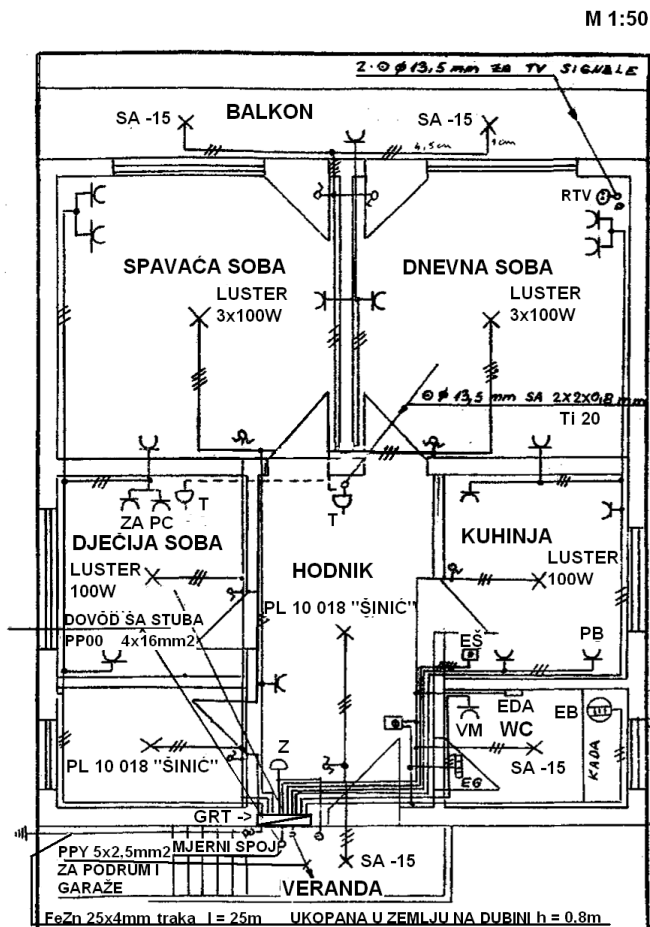 M 1:50
2·⊙ φ 13,5 mm ZA TV SIGNALE
SA -15
BALKON
SA -15
4,5 cm
1 cm
RTV
SPAVAĆA SOBA
DNEVNA SOBA
LUSTER
3x100W
LUSTER
3x100W
⊙ φ 13,5 mm SA 2x2x0,8 mm
Ti 20
ZA PC
T
T
DJEČIJA SOBA
HODNIK
KUHINJA
LUSTER
100W
LUSTER
100W
PL 10 018 "ŠINIĆ"
DOVOD SA STUBA
PP00 4x16mm2
EŠ
PB
EDA
VM
WC
EB
KADA
Z
PL 10 018 "ŠINIĆ"
SA -15
EG
GRT ->
MJERNI SPOJ
PPY 5x2,5mm2
ZA PODRUM I
GARAŽE
SA -15
VERANDA
FeZn 25x4mm traka l = 25m UKOPANA U ZEMLJU NA DUBINI h = 0.8m